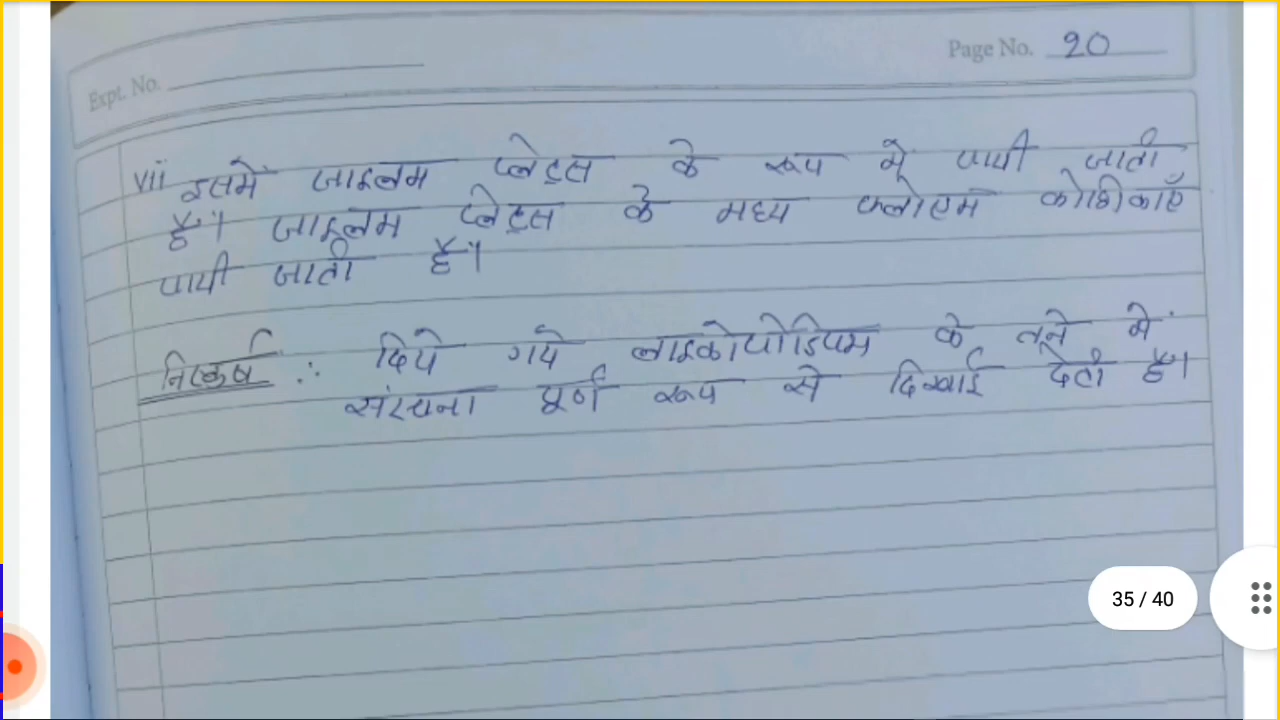 Expt. No.
Page No. 20
vii इसमें जाइलम प्लेट्स के रूप में पायी जाती
हैं। जाइलम प्लेट्स के मध्य फ्लोएम कोशिकाएँ
पायी जाती हैं।
निष्कर्ष :. दिये गये लाइकोपोडियम के तने में
संरचना पूर्ण रूप से दिखाई देती है।
35 / 40